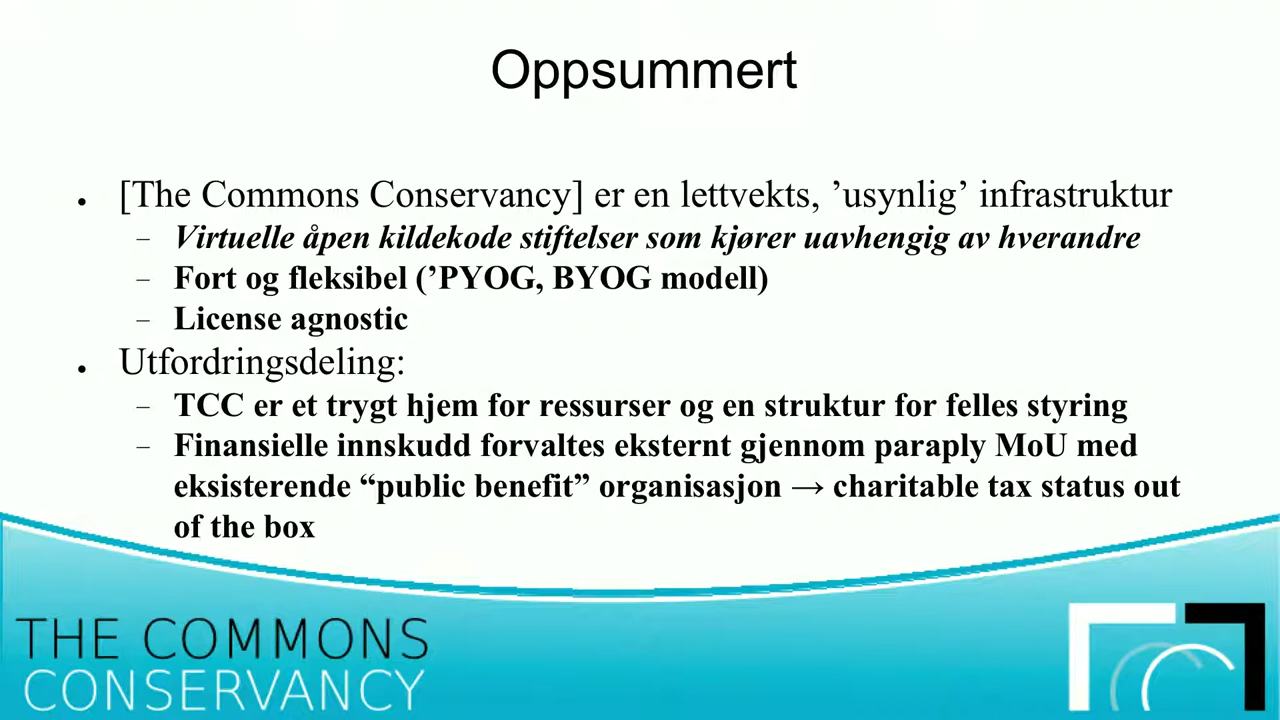 Oppsummert
● [The Commons Conservancy] er en lettvekts, ’usynlig’ infrastruktur
– Virtuelle åpen kildekode stiftelser som kjører uavhengig av hverandre
– Fort og fleksibel (’PYOG, BYOG modell)
– License agnostic
● Utfordringsdeling:
– TCC er et trygt hjem for ressurser og en struktur for felles styring
– Finansielle innskudd forvaltes eksternt gjennom paraply MoU med
eksisterende “public benefit” organisasjon → charitable tax status out
of the box
THE COMMONS
CONSERVANCY